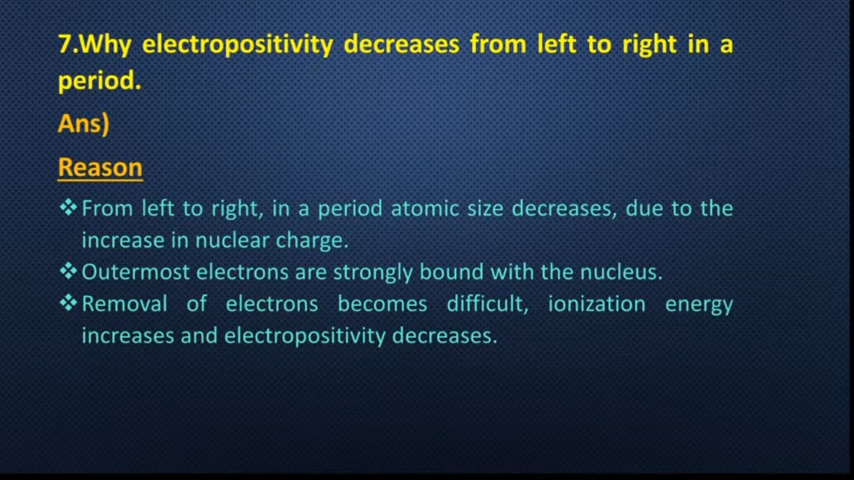 7.Why electropositivity decreases from left to right in a
period.
Ans)
Reason
❖From left to right, in a period atomic size decreases, due to the
increase in nuclear charge.
❖Outermost electrons are strongly bound with the nucleus.
❖Removal of electrons becomes difficult, ionization energy
increases and electropositivity decreases.